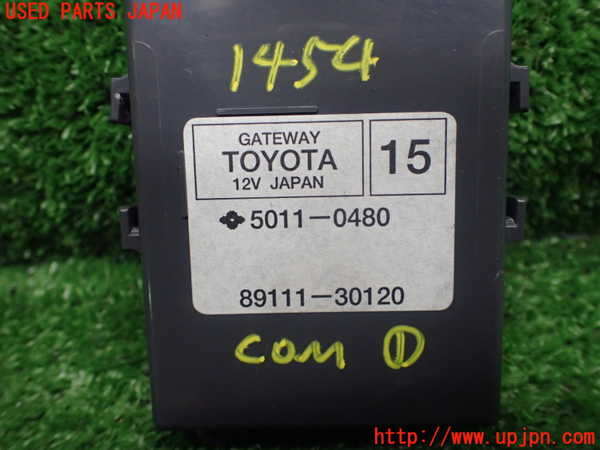 USED PARTS JAPAN
1454
GATEWAY
TOYOTA
12V JAPAN
15
5011-0480
89111-30120
COM ①
http://www.upjpn.com